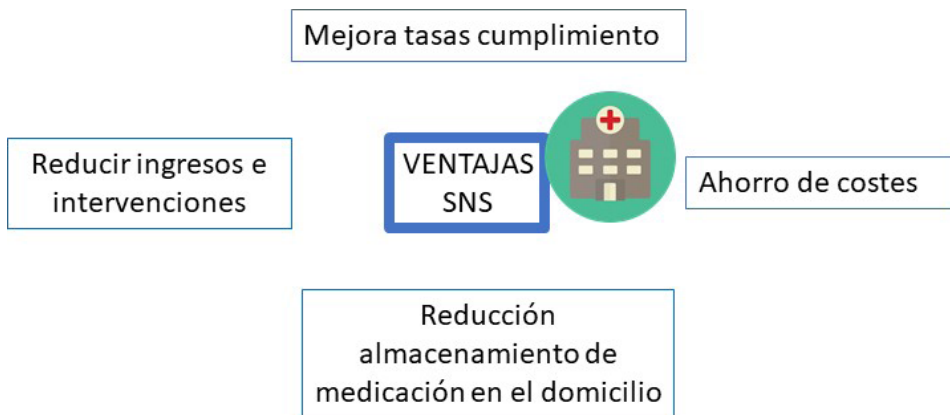 Mejora tasas cumplimiento
Reducir ingresos e
intervenciones
VENTAJAS
SNS
Ahorro de costes
Reducción
almacenamiento de
medicación en el domicilio